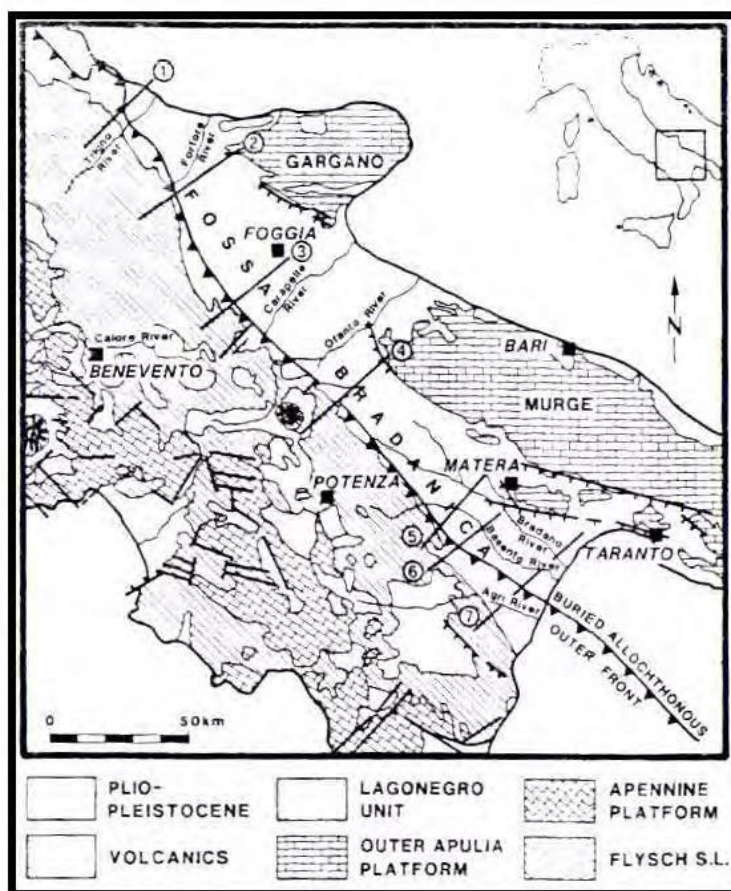 ①
Trigno
River
Fortore
River
②
GARGANO
FOSSA
FOGGIA
③
Carapelle
River
Ofanto River
Calore River
BENEVENTO
④
BARI
MURGE
BRADANICA
POTENZA
MATERA
⑤
⑥
Bradano
River
Basento River
TARANTO
Agri River
⑦
BURIED ALLOCHTHONOUS
OUTER FRONT
N
0 50km
PLIO-
PLEISTOCENE
LAGONEGRO
UNIT
APENNINE
PLATFORM
VOLCANICS
OUTER APULIA
PLATFORM
FLYSCH S.L.